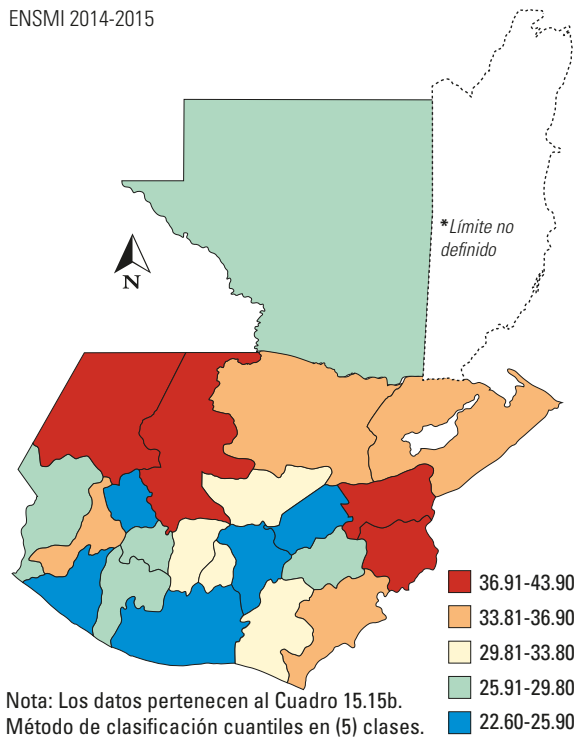 ENSMI 2014-2015
*Límite no
definido
N
36.91-43.90
33.81-36.90
29.81-33.80
25.91-29.80
22.60-25.90
Nota: Los datos pertenecen al Cuadro 15.15b.
Método de clasificación cuantiles en (5) clases.